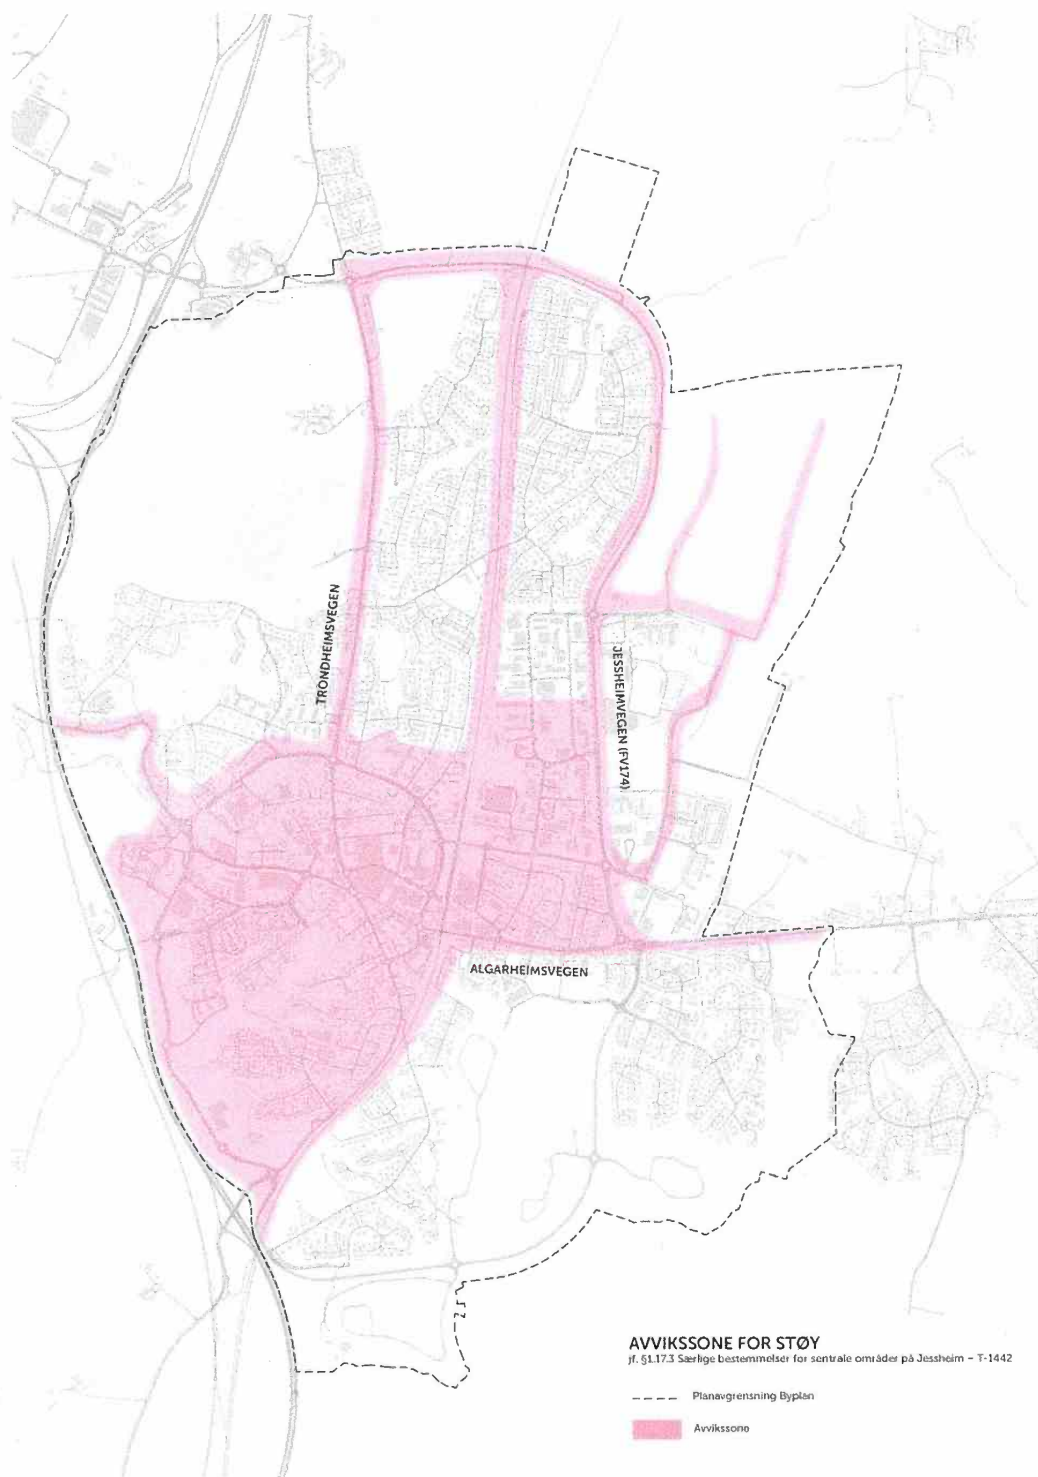 TRONDHEIMSVEGEN
JESSHEIMVEGEN (FV174)
ALGARHEIMSVEGEN
AVVIKSSONE FOR STØY
jf. §1.17.3 Særlige bestemmelser for sentrale områder på Jessheim – T-1442
Planavgrensning Byplan
Avvikssone